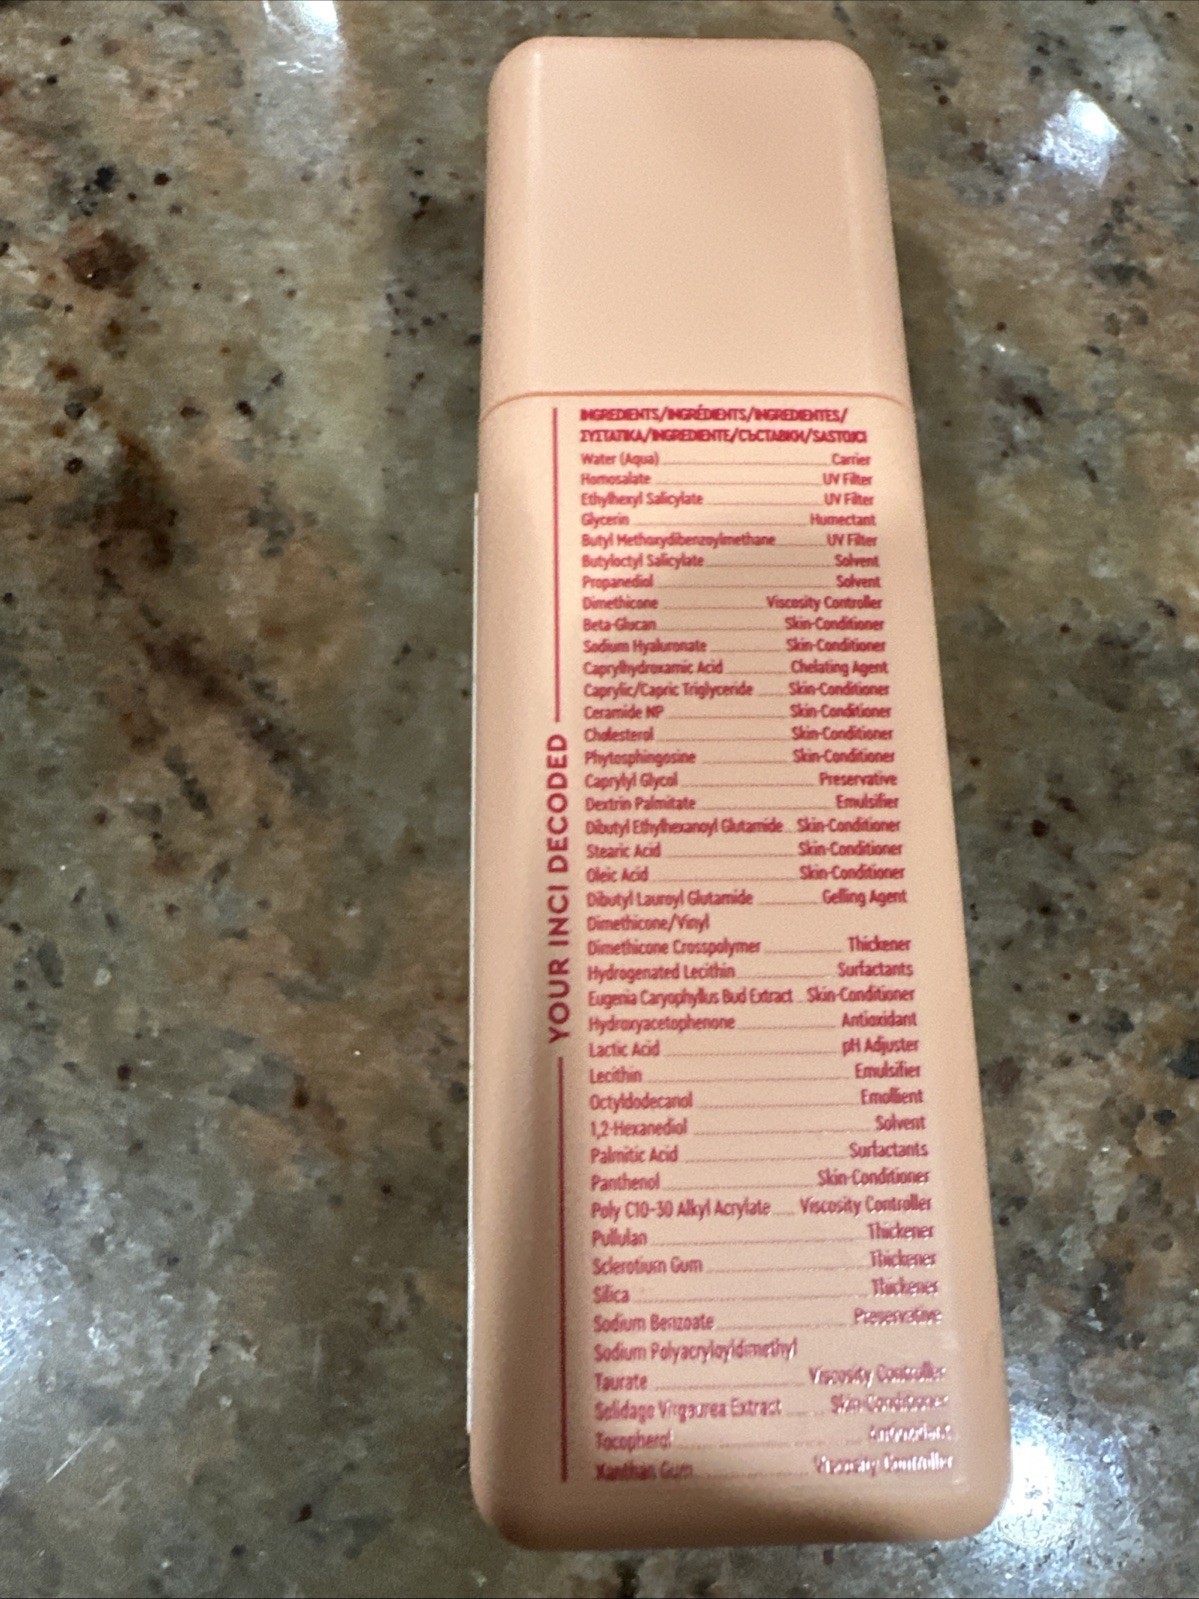 INGREDIENTS/INGRÉDIENTS/INGREDIENTES/
ΣΥΣΤΑΤΙΚΑ/INGREDIENTE/СЪСТАВКИ/SASTOJCI
Water (Aqua) Carrier
Homosalate UV Filter
Ethylhexyl Salicylate UV Filter
Glycerin Humectant
Butyl Methoxydibenzoylmethane UV Filter
Butyloctyl Salicylate Solvent
Propanediol Solvent
Dimethicone Viscosity Controller
Beta-Glucan Skin-Conditioner
Sodium Hyaluronate Skin-Conditioner
Caprylhydroxamic Acid Chelating Agent
Caprylic/Capric Triglyceride Skin-Conditioner
Ceramide NP Skin-Conditioner
Cholesterol Skin-Conditioner
Phytosphingosine Skin-Conditioner
Caprylyl Glycol Preservative
Dextrin Palmitate Emulsifier
Dibutyl Ethylhexanoyl Glutamide Skin-Conditioner
Stearic Acid Skin-Conditioner
Oleic Acid Skin-Conditioner
Dibutyl Lauroyl Glutamide Gelling Agent
Dimethicone/Vinyl
Dimethicone Crosspolymer Thickener
Hydrogenated Lecithin Surfactants
Eugenia Caryophyllus Bud Extract Skin-Conditioner
Hydroxyacetophenone Antioxidant
Lactic Acid pH Adjuster
Lecithin Emulsifier
Octyldodecanol Emollient
1,2-Hexanediol Solvent
Palmitic Acid Surfactants
Panthenol Skin-Conditioner
Poly C10-30 Alkyl Acrylate Viscosity Controller
Pullulan Thickener
Sclerotium Gum Thickener
Silica Thickener
Sodium Benzoate Preservative
Sodium Polyacryloyldimethyl
Taurate Viscosity Controller
Solidago Virgaurea Extract Skin-Conditioner
Tocopherol Antioxidant
Xanthan Gum Viscosity Controller
YOUR INCI DECODED